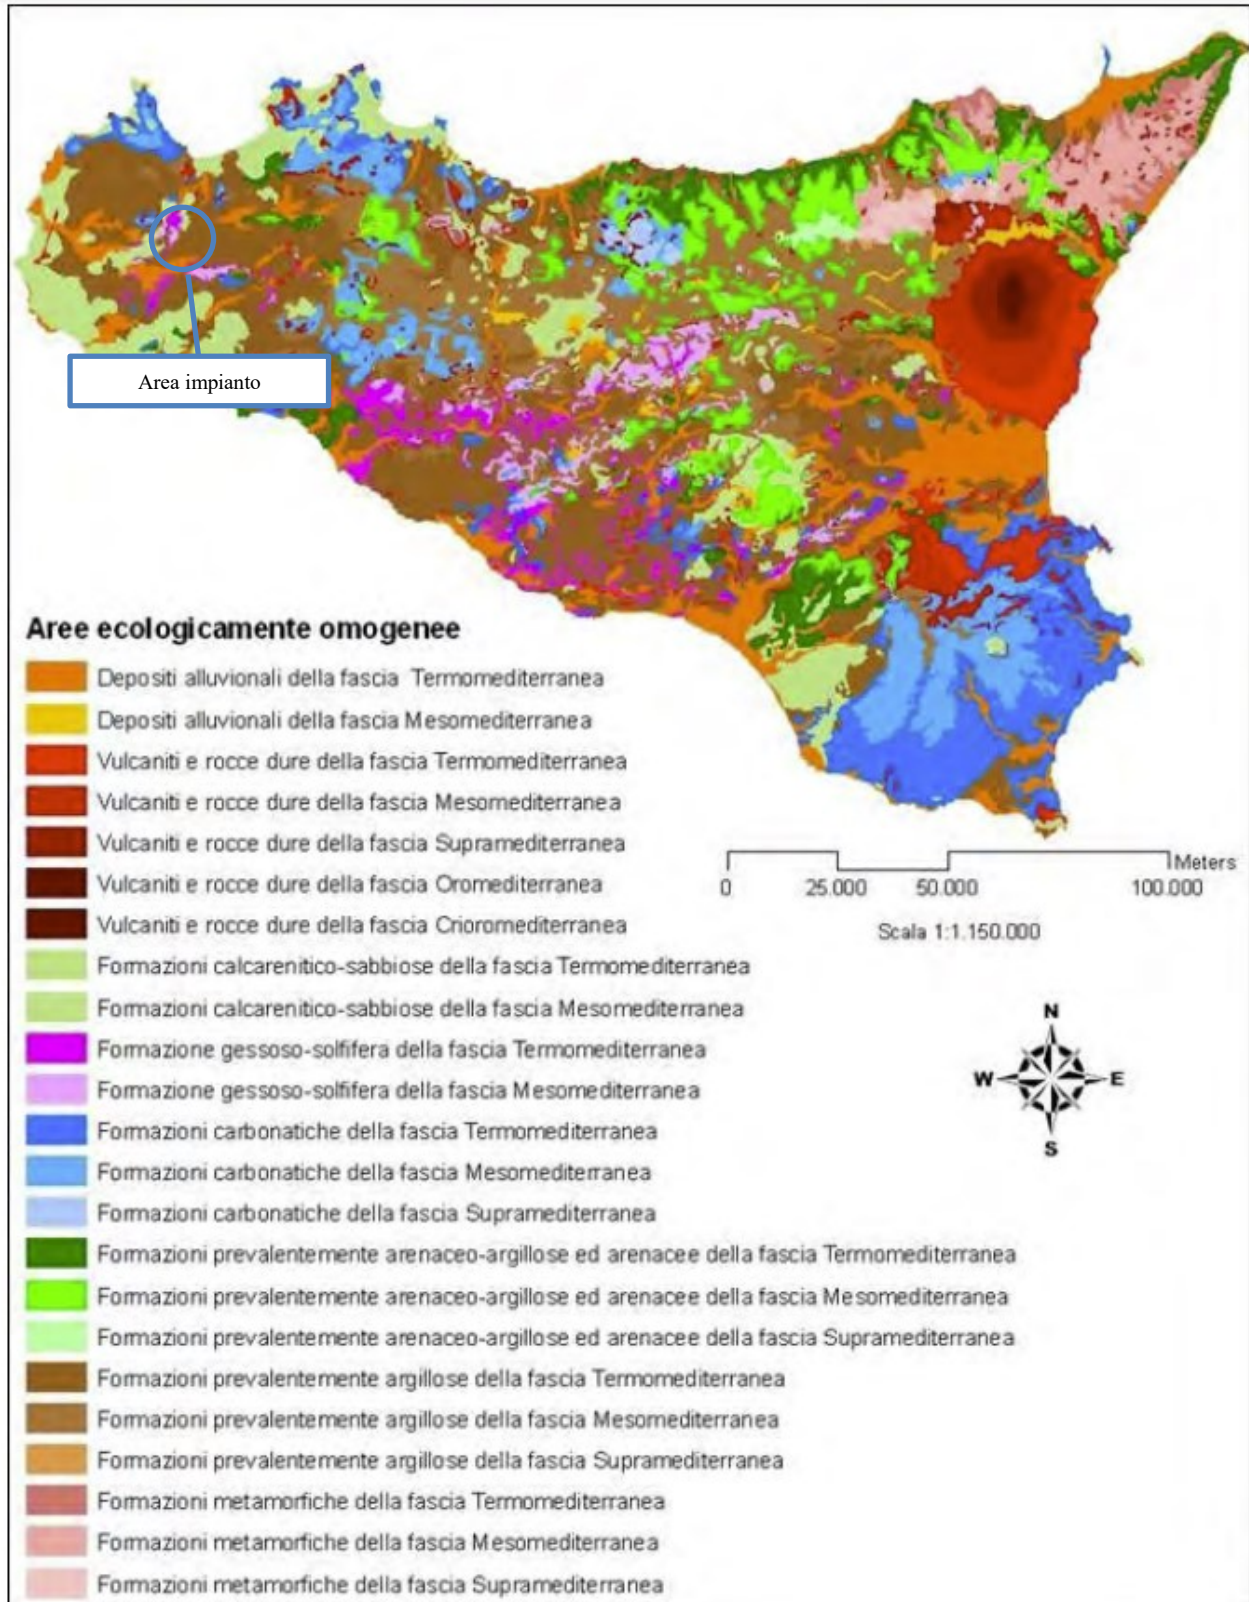 Area impianto
Aree ecologicamente omogenee
Depositi alluvionali della fascia Termomediterranea
Depositi alluvionali della fascia Mesomediterranea
Vulcaniti e rocce dure della fascia Termomediterranea
Vulcaniti e rocce dure della fascia Mesomediterranea
Vulcaniti e rocce dure della fascia Supramediterranea
Vulcaniti e rocce dure della fascia Oromediterranea
Vulcaniti e rocce dure della fascia Crioromediterranea
Formazioni calcarenitico-sabbiose della fascia Termomediterranea
Formazioni calcarenitico-sabbiose della fascia Mesomediterranea
Formazione gessoso-solfifera della fascia Termomediterranea
Formazione gessoso-solfifera della fascia Mesomediterranea
Formazioni carbonatiche della fascia Termomediterranea
Formazioni carbonatiche della fascia Mesomediterranea
Formazioni carbonatiche della fascia Supramediterranea
Formazioni prevalentemente arenaceo-argillose ed arenacee della fascia Termomediterranea
Formazioni prevalentemente arenaceo-argillose ed arenacee della fascia Mesomediterranea
Formazioni prevalentemente arenaceo-argillose ed arenacee della fascia Supramediterranea
Formazioni prevalentemente argillose della fascia Termomediterranea
Formazioni prevalentemente argillose della fascia Mesomediterranea
Formazioni prevalentemente argillose della fascia Supramediterranea
Formazioni metamorfiche della fascia Termomediterranea
Formazioni metamorfiche della fascia Mesomediterranea
Formazioni metamorfiche della fascia Supramediterranea
Meters
0 25.000 50.000 100.000
Scala 1:1.150.000
N
W E
S